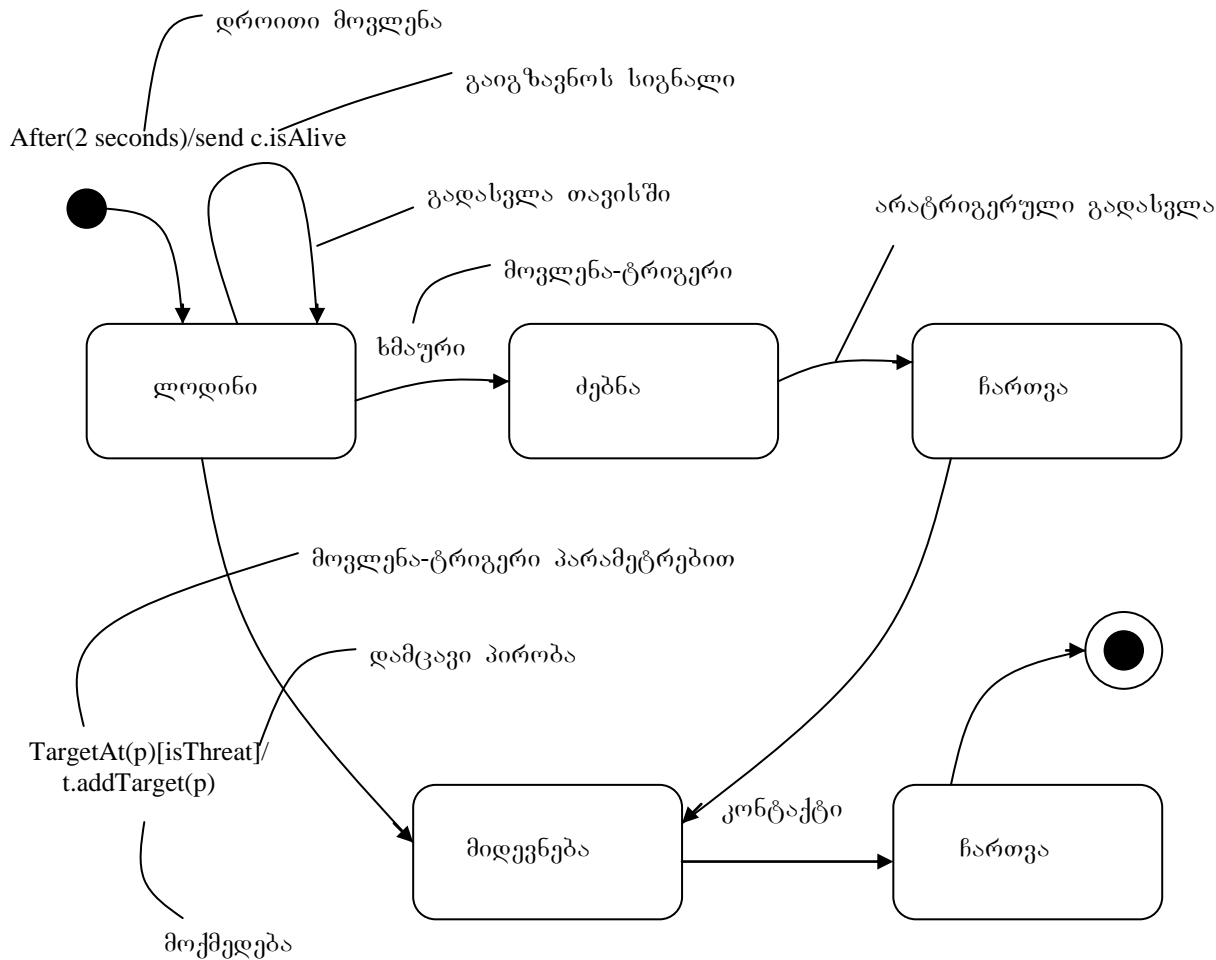 დროითი მოვლენა
გაიგზავნოს სიგნალი
After(2 seconds)/send c.isAlive
გადასვლა თავისში
არატრიგერული გადასვლა
მოვლენა-ტრიგერი
ხმაური
ლოდინი
ძებნა
ჩართვა
მოვლენა-ტრიგერი პარამეტრებით
დამცავი პირობა
TargetAt(p)[isThreat]/
t.addTarget(p)
კონტაქტი
მიდევნება
ჩართვა
მოქმედება